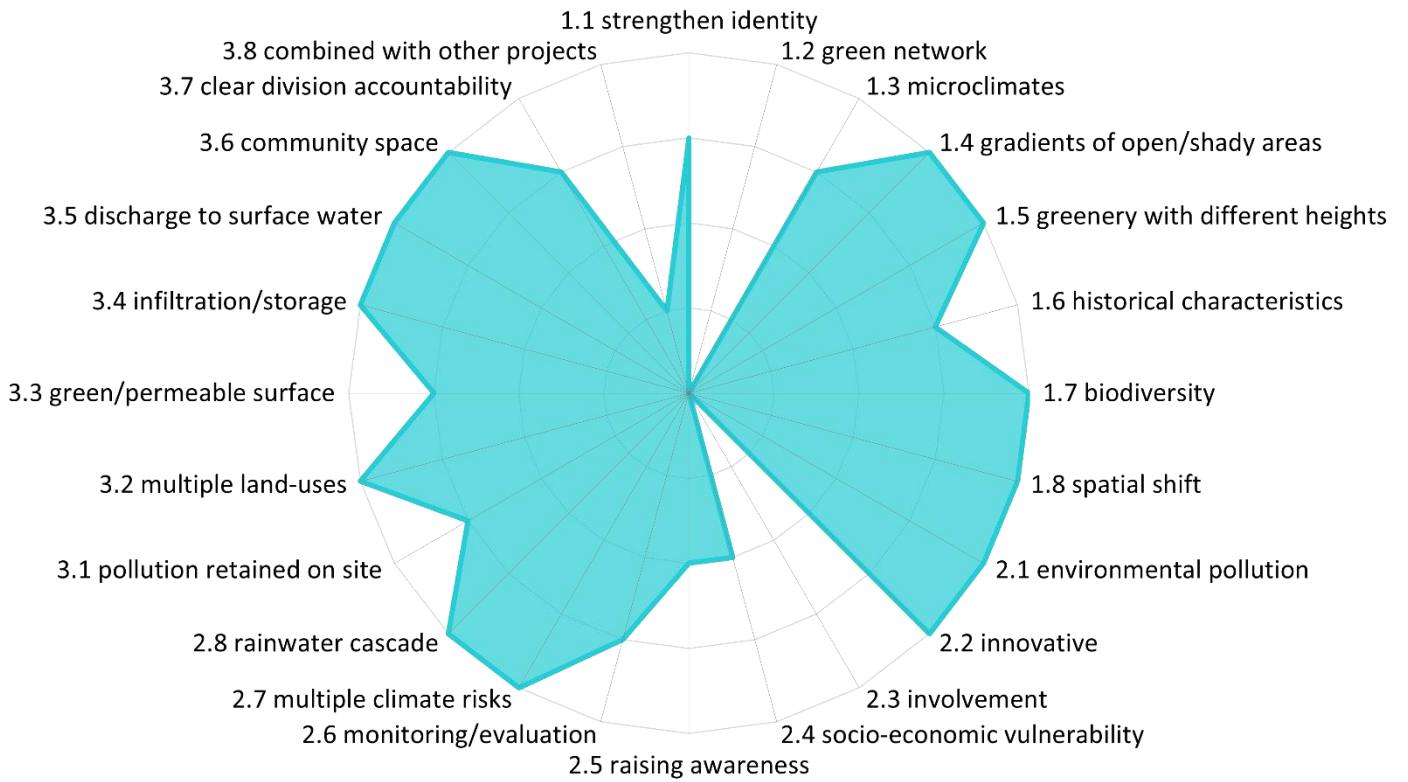 1.1 strengthen identity
1.2 green network
1.3 microclimates
1.4 gradients of open/shady areas
1.5 greenery with different heights
1.6 historical characteristics
1.7 biodiversity
1.8 spatial shift
2.1 environmental pollution
2.2 innovative
2.3 involvement
2.4 socio-economic vulnerability
2.5 raising awareness
2.6 monitoring/evaluation
2.7 multiple climate risks
2.8 rainwater cascade
3.1 pollution retained on site
3.2 multiple land-uses
3.3 green/permeable surface
3.4 infiltration/storage
3.5 discharge to surface water
3.6 community space
3.7 clear division accountability
3.8 combined with other projects